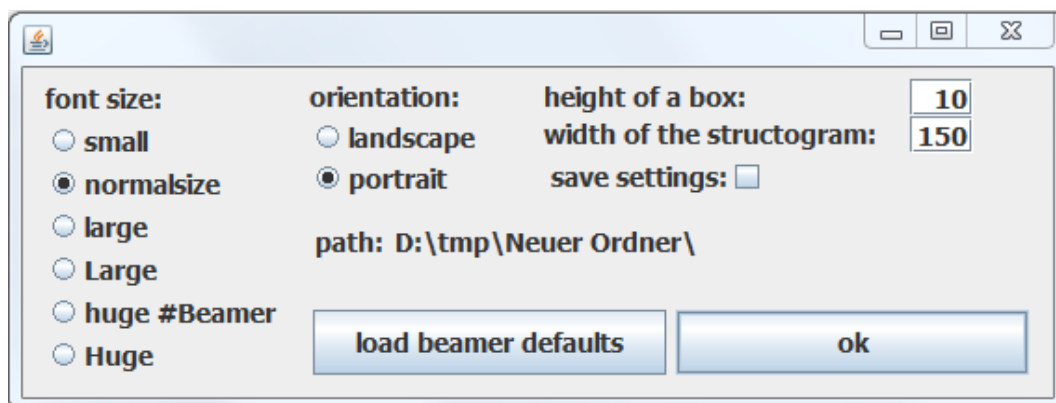 font size:
small
normalsize
large
Large
huge #Beamer
Huge
orientation:
landscape
portrait
height of a box: 10
width of the structogram: 150
save settings:
path: D:\tmp\Neuer Ordner\
load beamer defaults
ok